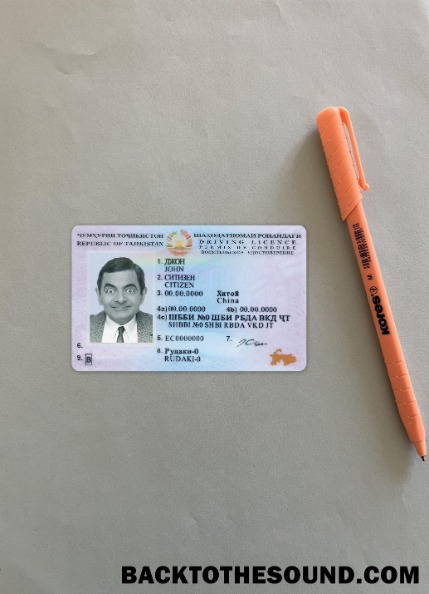 ҶУМҲУРИИ ТОҶИКИСТОН
REPUBLIC OF TAJIKISTAN
ШАҲОДАТНОМАИ РОНАНДАГӢ
DRIVING LICENCE
PERMIS DE CONDUIRE
ВОДИТЕЛЬСКОЕ УДОСТОВЕРЕНИЕ
1. ДЖОН
JOHN
2. СИТИЗЕН
CITIZEN
3. 00.00.0000 Хитой
China
4a) 00.00.0000 4b) 00.00.0000
4c) ШББИ №0 ШБИ РБДА ВКД ҶТ
SHBBI №0 SHBI RBDA VKD JT
5. EC0000000 7.
6.
8. Рудаки-0
RUDAKI-0
9. B
kores
M
BACKTOTHESOUND.COM